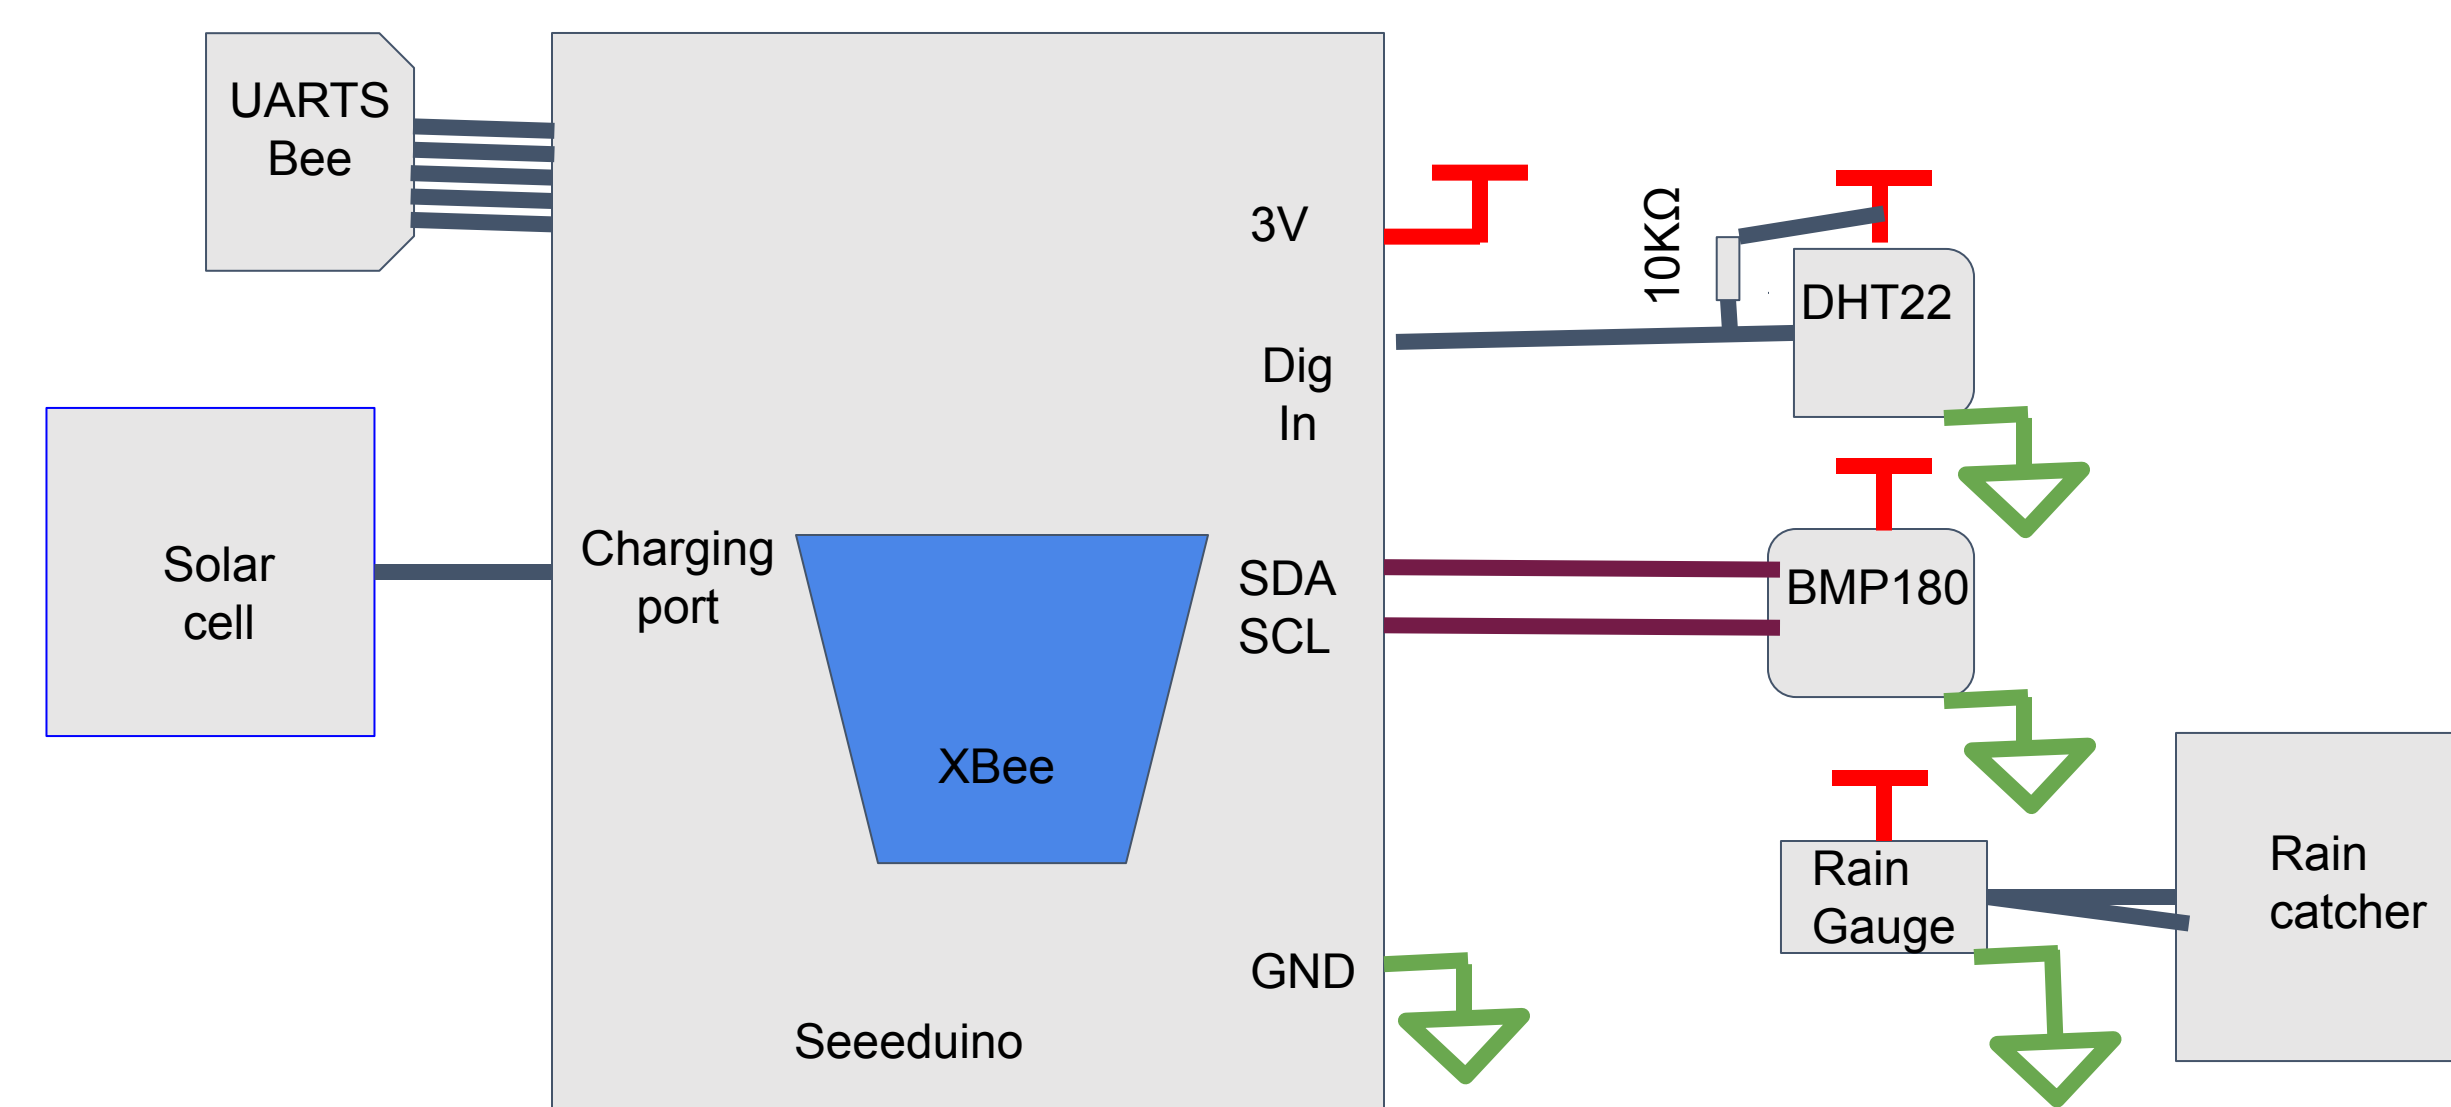 UARTS
Bee
3V
10KΩ
DHT22
Dig
In
Solar
cell
Charging
port
SDA
SCL
BMP180
XBee
Rain
Gauge
Rain
catcher
GND
Seeeduino